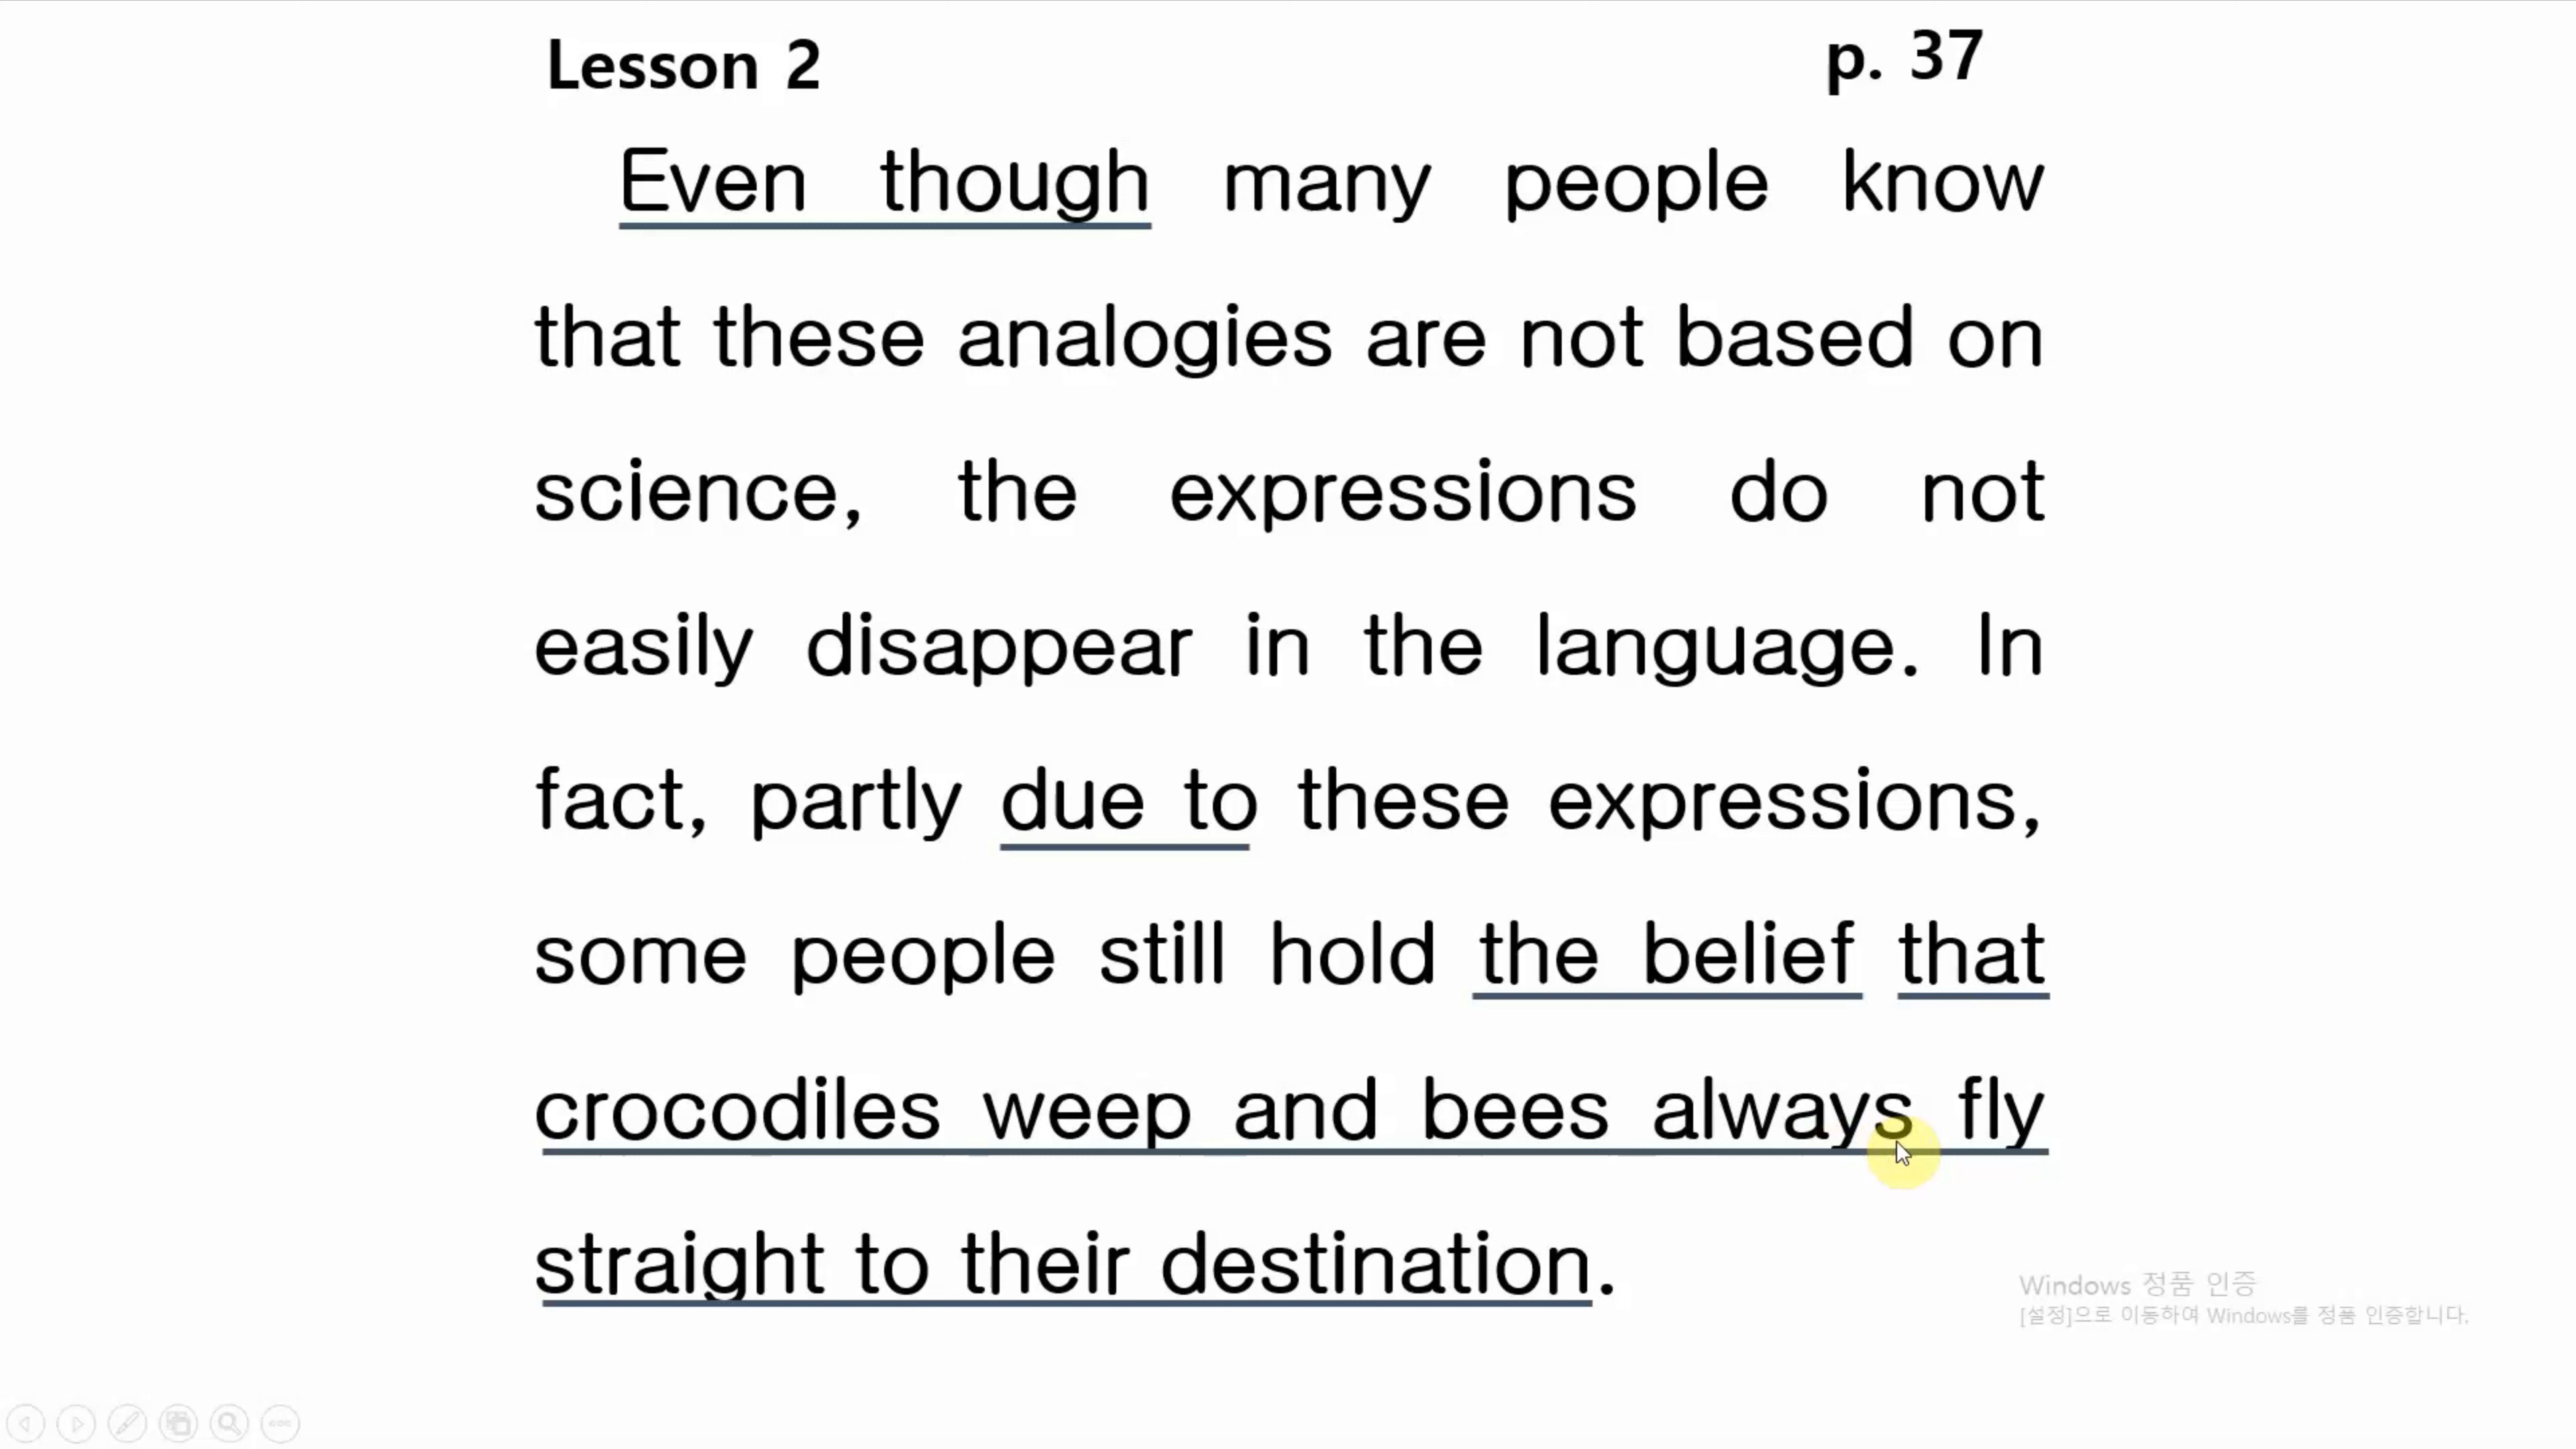 Lesson 2
p. 37
Even though many people know
that these analogies are not based on
science, the expressions do not
easily disappear in the language. In
fact, partly due to these expressions,
some people still hold the belief that
crocodiles weep and bees always fly
straight to their destination.
Windows 정품 인증
[설정]으로 이동하여 Windows를 정품 인증합니다.